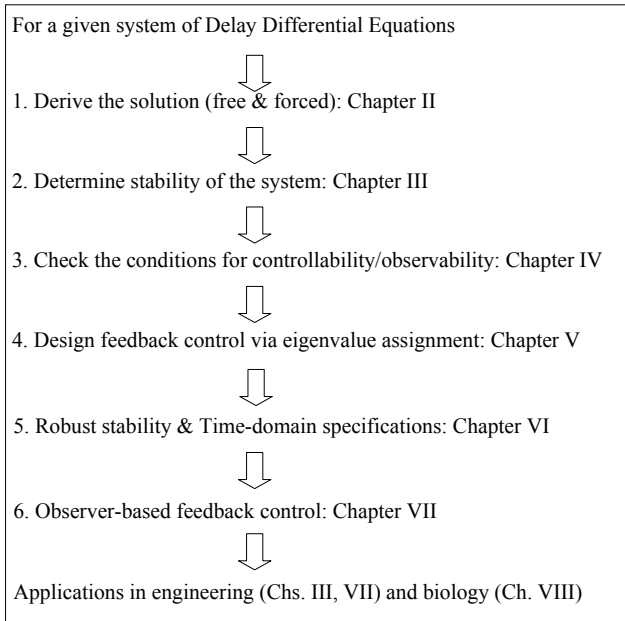 For a given system of Delay Differential Equations
1. Derive the solution (free & forced): Chapter II
2. Determine stability of the system: Chapter III
3. Check the conditions for controllability/observability: Chapter IV
4. Design feedback control via eigenvalue assignment: Chapter V
5. Robust stability & Time-domain specifications: Chapter VI
6. Observer-based feedback control: Chapter VII
Applications in engineering (Chs. III, VII) and biology (Ch. VIII)